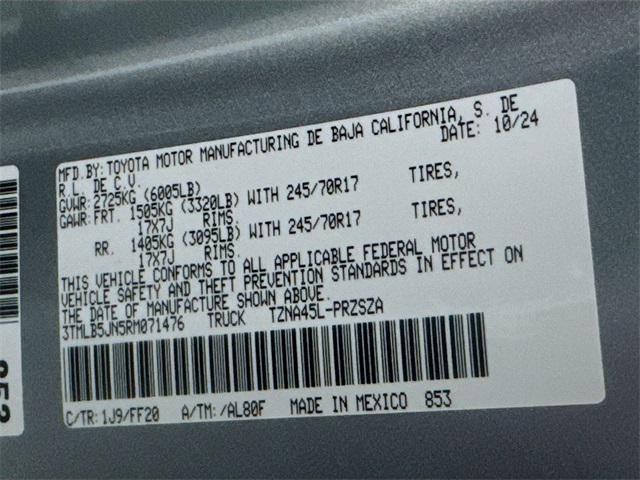 MFD.BY:TOYOTA MOTOR MANUFACTURING DE BAJA CALIFORNIA, S. DE
R.L. DE C.V. DATE: 10/24
GVWR: 2725KG (6005LB)
GAWR:FRT. 1505KG (3320LB) WITH 245/70R17 TIRES,
17X7J RIMS.
RR. 1405KG (3095LB) WITH 245/70R17 TIRES,
17X7J RIMS.
THIS VEHICLE CONFORMS TO ALL APPLICABLE FEDERAL MOTOR
VEHICLE SAFETY AND THEFT PREVENTION STANDARDS IN EFFECT ON
THE DATE OF MANUFACTURE SHOWN ABOVE.
3TMLB5JN5RM071476 TRUCK TZNA45L-PRZSZA
C/TR:1J9/FF20 A/TM:/AL80F MADE IN MEXICO 853
853